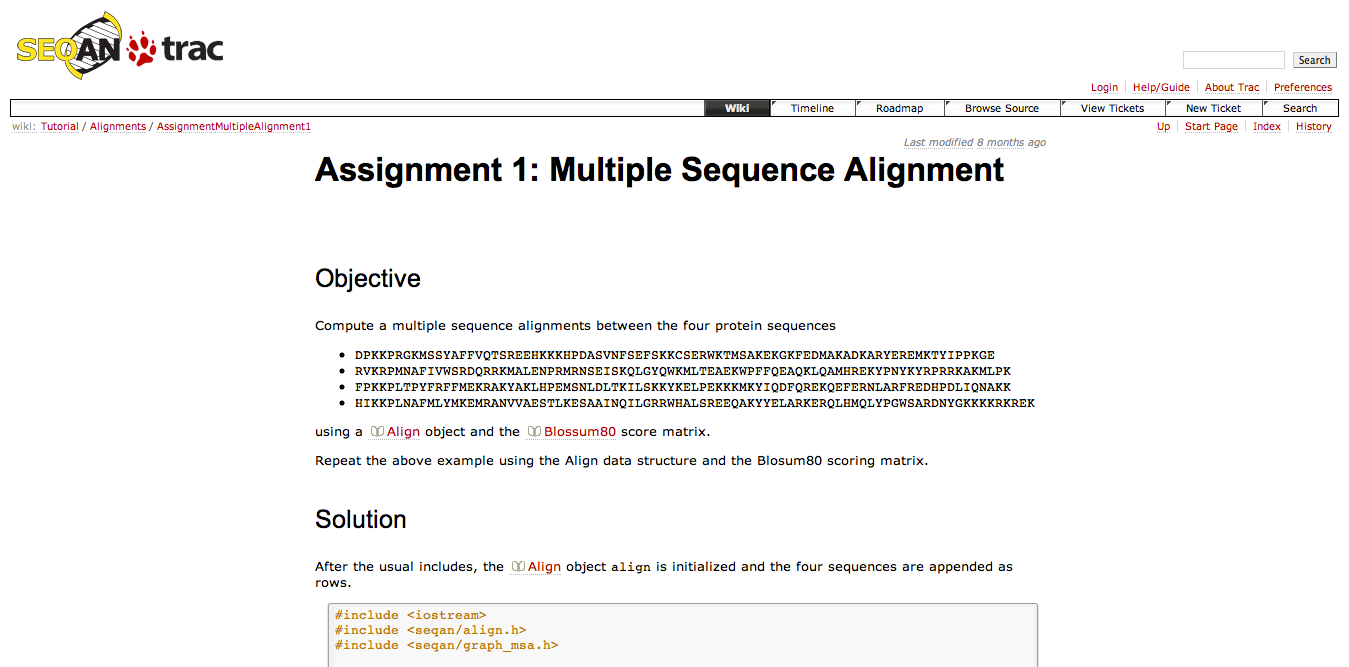 SEQAN trac
Search
Login Help/Guide About Trac Preferences
Wiki Timeline Roadmap Browse Source View Tickets New Ticket Search
wiki: Tutorial / Alignments / AssignmentMultipleAlignment1 Up Start Page Index History
Last modified 8 months ago
Assignment 1: Multiple Sequence Alignment
Objective
Compute a multiple sequence alignments between the four protein sequences
• DPKKPRGKMSSYAFFVQTSREEHKKKHPDASVNFSEFSKKCSERWKTMSAKEKGKFEDMAKADKARYEREMKTYIPPKGE
• RVKRPMNAFIVWSRDQRRKMALENPRMRNSEISKQLGYQWKMLTEAEKWPFFQEAQKLQAMHREKYPNYKYRPRRKAKMLPK
• FPKKPLTPYFRFFMEKRAKYAKLHPEMSNLDLTKILSKKYKELPEKKKMKYIQDFQREKQEFERNLARFREDHPDLIQNAKK
• HIKKPLNAFMLYMKEMRANVVAESTLKESAAINQILGRRWHALSREEQAKYYELARKERQLHMQLYPGWSARDNYGKKKKRKREK
using a Align object and the Blossum80 score matrix.
Repeat the above example using the Align data structure and the Blosum80 scoring matrix.
Solution
After the usual includes, the Align object align is initialized and the four sequences are appended as
rows.
#include <iostream>
#include <seqan/align.h>
#include <seqan/graph_msa.h>